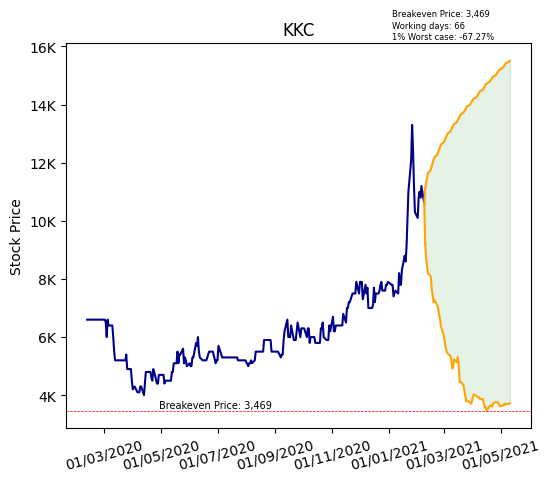 Breakeven Price: 3,469
Working days: 66
1% Worst case: -67.27%
KKC
Stock Price
16K
14K
12K
10K
8K
6K
4K
Breakeven Price: 3,469
01/03/2020
01/05/2020
01/07/2020
01/09/2020
01/11/2020
01/01/2021
01/03/2021
01/05/2021